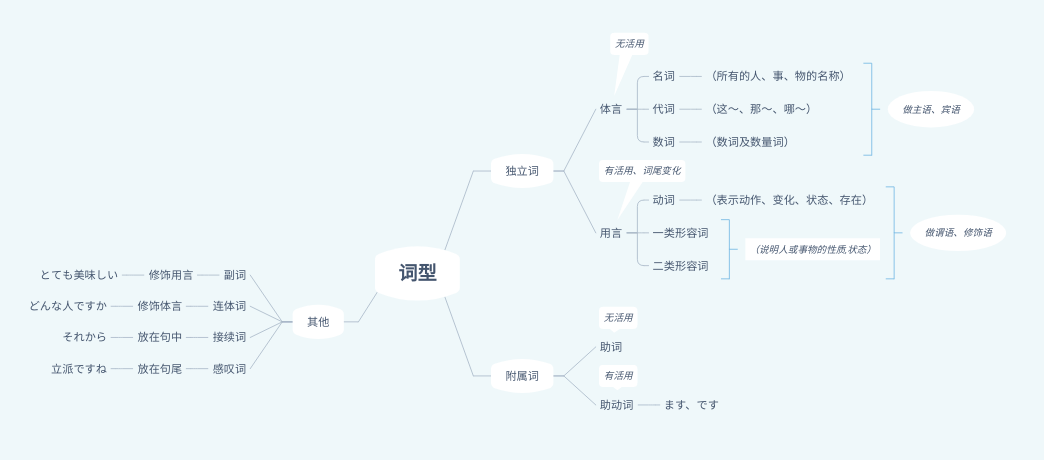 词型
独立词
体言
无活用
名词
（所有的人、事、物的名称）
代词
（这～、那～、哪～）
数词
（数词及数量词）
做主语、宾语
用言
有活用、词尾变化
动词
（表示动作、变化、状态、存在）
一类形容词
二类形容词
（说明人或事物的性质,状态）
做谓语、修饰语
附属词
无活用
助词
有活用
助动词
ます、です
其他
副词
修饰用言
とても美味しい
连体词
修饰体言
どんな人ですか
接续词
放在句中
それから
感叹词
放在句尾
立派ですね